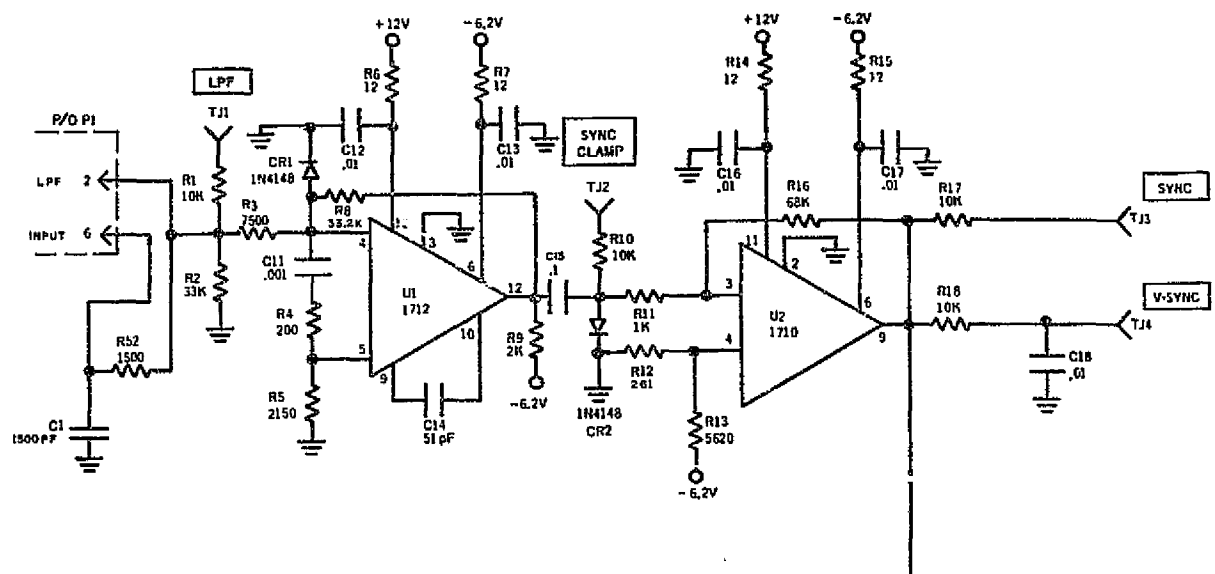 +12V
-6.2V
+12V
-6.2V
R6
12
R7
12
R14
12
R15
12
LPF
TJ1
P/O P1
LPF 2
INPUT 6
C12
.01
C13
.01
SYNC
CLAMP
TJ2
CR1
1N4148
R1
10K
R3
7500
R8
33.2K
C16
.01
R16
68K
C17
.01
R17
10K
SYNC
TJ3
R2
33K
C11
.001
R4
200
4
13
6
12
U1
1712
5
9
10
.1
R10
10K
R11
1K
11
2
3
6
U2
1710
4
9
R18
10K
V-SYNC
TJ4
C18
.01
R52
1500
C1
1500 PF
R5
2150
C14
51 pF
R9
2K
-6.2V
R12
261
1N4148
CR2
R13
5620
-6.2V